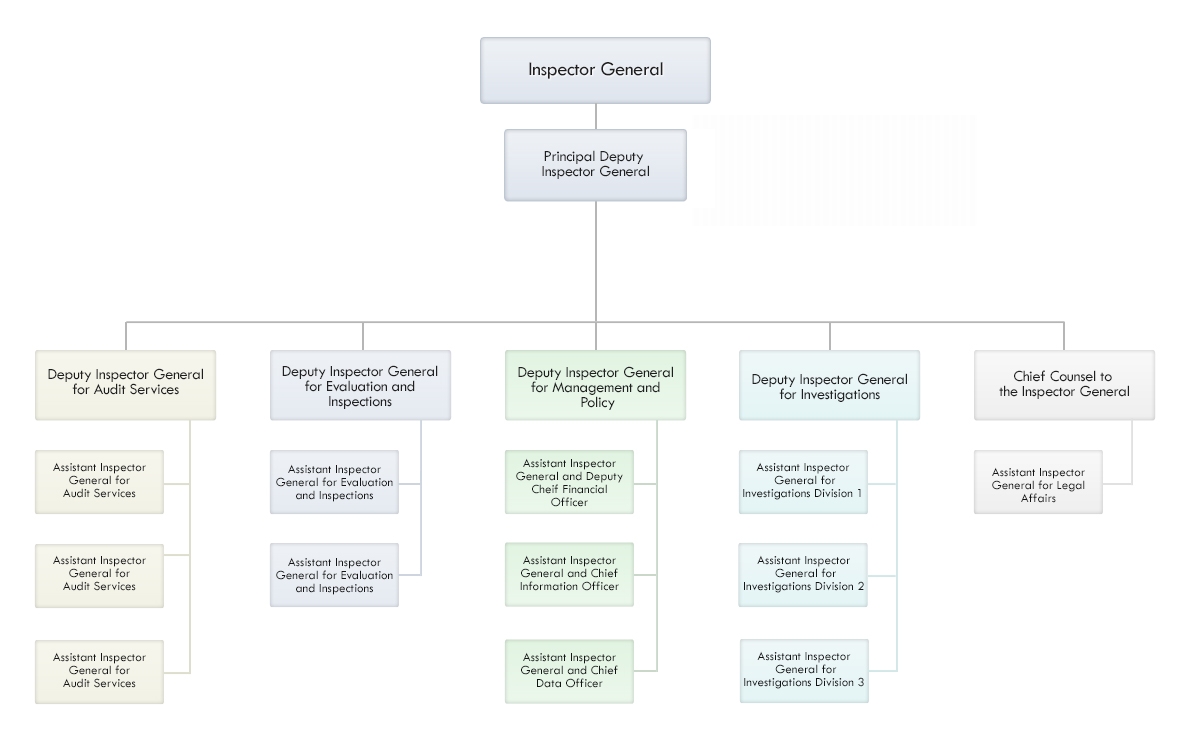 Inspector General
Principal Deputy
Inspector General
Deputy Inspector General
for Audit Services
Deputy Inspector General
for Evaluation and
Inspections
Deputy Inspector General
for Management and
Policy
Deputy Inspector General
for Investigations
Chief Counsel to
the Inspector General
Assistant Inspector
General for
Audit Services
Assistant Inspector
General for Evaluation
and Inspections
Assistant Inspector
General and Deputy
Cheif Financial
Officer
Assistant Inspector
General for
Investigations Division 1
Assistant Inspector
General for Legal
Affairs
Assistant Inspector
General for
Audit Services
Assistant Inspector
General for Evaluation
and Inspections
Assistant Inspector
General and Chief
Information Officer
Assistant Inspector
General for
Investigations Division 2
Assistant Inspector
General for
Audit Services
Assistant Inspector
General and Chief
Data Officer
Assistant Inspector
General for
Investigations Division 3